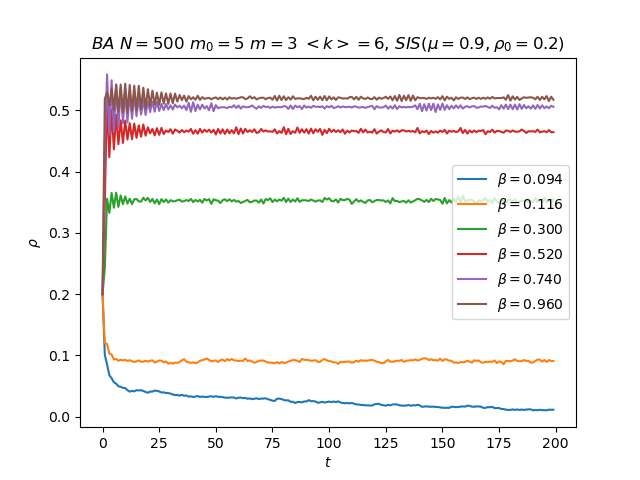 BA N = 500 m₀ = 5 m = 3 < k >= 6, SIS(μ = 0.9, ρ₀ = 0.2)
ρ
0.5
0.4
0.3
0.2
0.1
0.0
β = 0.094
β = 0.116
β = 0.300
β = 0.520
β = 0.740
β = 0.960
0 25 50 75 100 125 150 175 200
t